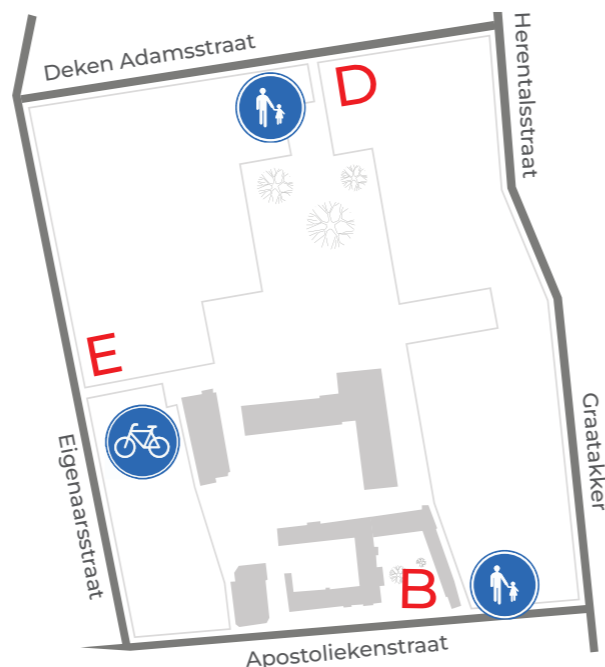 Deken Adamsstraat
Herentalsstraat
D
E
Eigenaarsstraat
Graatakker
B
Apostoliekenstraat